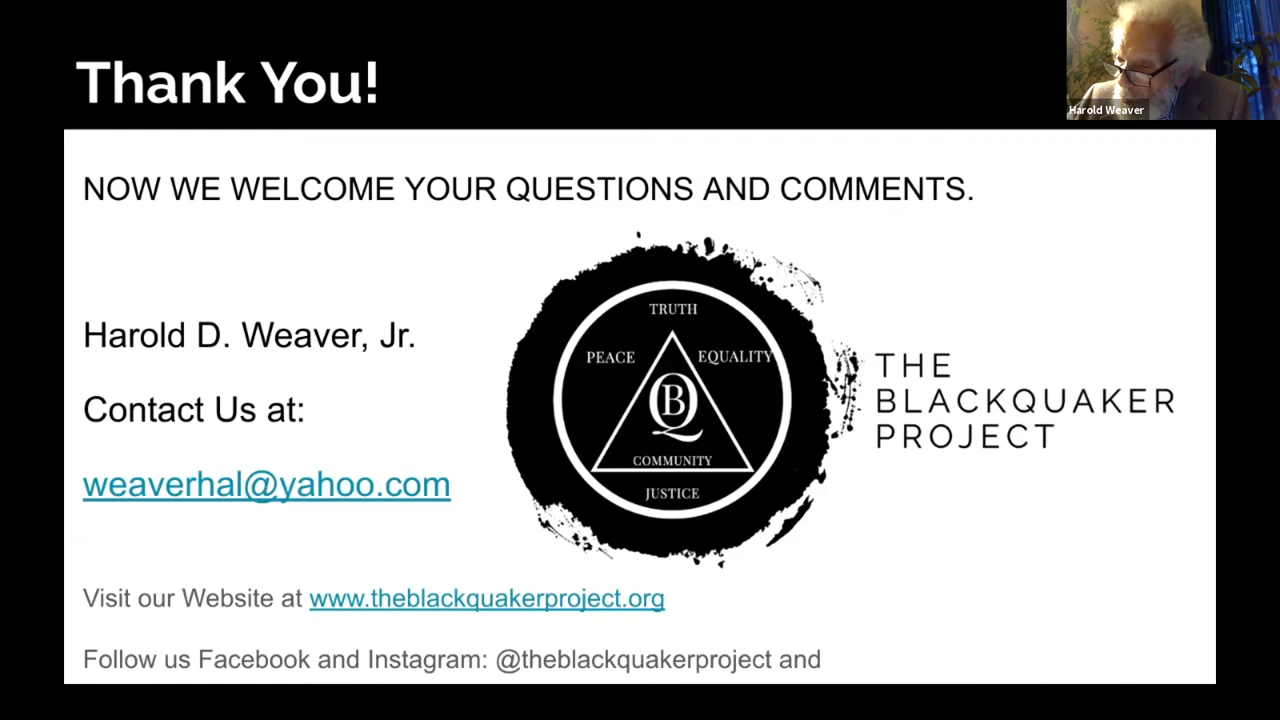 Thank You!
Harold Weaver
NOW WE WELCOME YOUR QUESTIONS AND COMMENTS.
Harold D. Weaver, Jr.
Contact Us at:
weaverhal@yahoo.com
TRUTH
PEACE
EQUALITY
BQ
COMMUNITY
JUSTICE
THE
BLACKQUAKER
PROJECT
Visit our Website at www.theblackquakerproject.org
Follow us Facebook and Instagram: @theblackquakerproject and